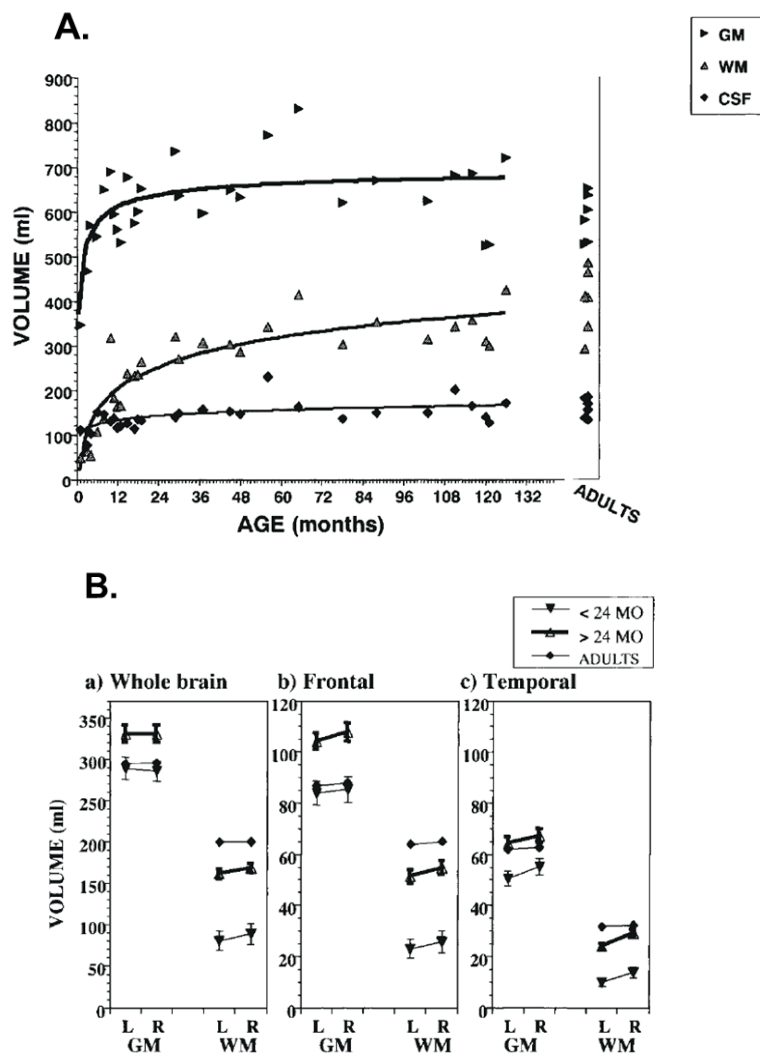 A.
GM
WM
CSF
900
800
700
600
500
400
300
200
100
0
VOLUME (ml)
0 12 24 36 48 60 72 84 96 108 120 132
ADULTS
AGE (months)
B.
< 24 MO
> 24 MO
ADULTS
a) Whole brain b) Frontal c) Temporal
VOLUME (ml)
350
300
250
200
150
100
50
0
120
100
80
60
40
20
0
120
100
80
60
40
20
0
L R L R L R L R L R L R
GM WM GM WM GM WM